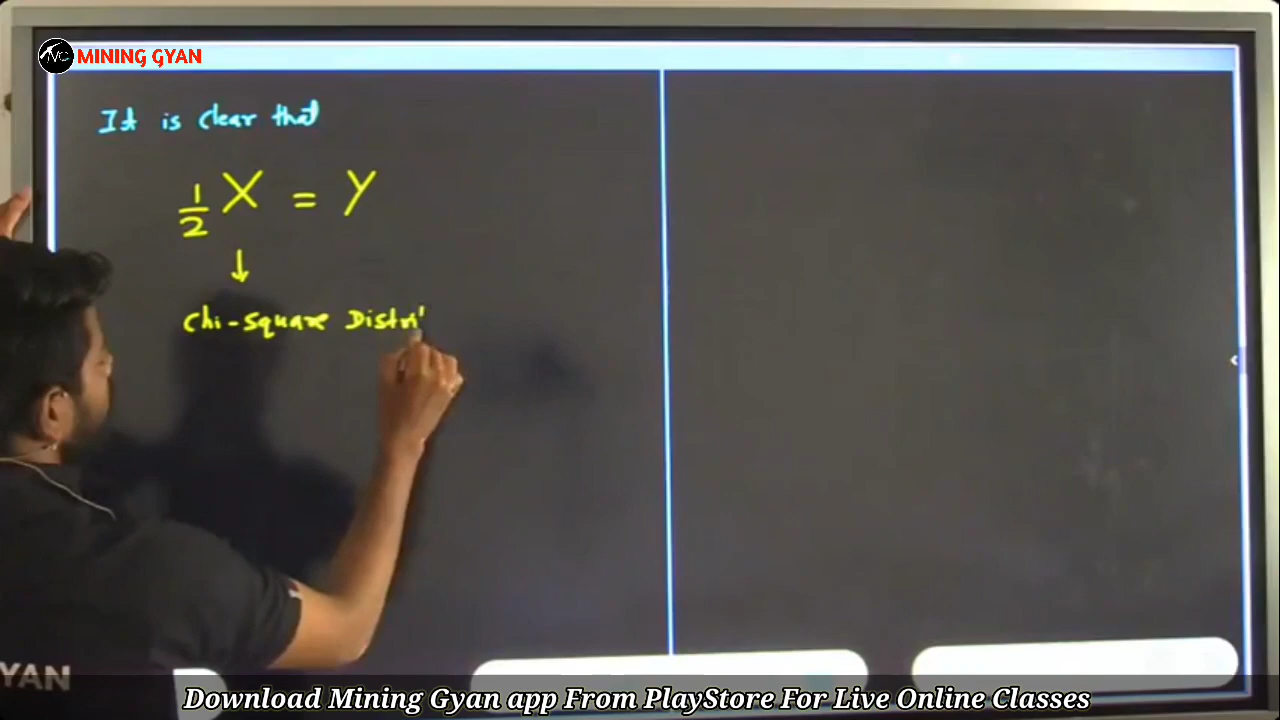 MINING GYAN
It is clear that
1/2 X = Y
↓
Chi-square Distri
YAN
Download Mining Gyan app From PlayStore For Live Online Classes